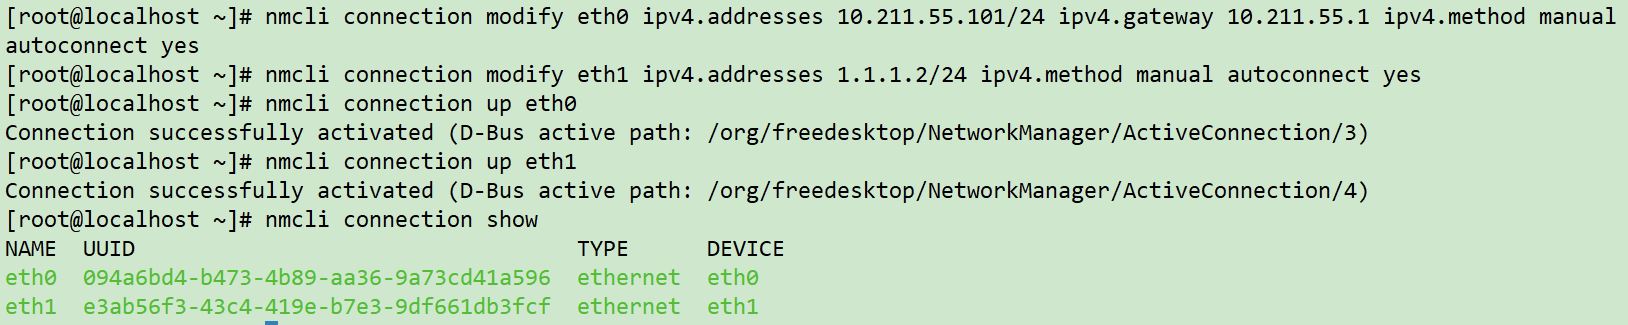 [root@localhost ~]# nmcli connection modify eth0 ipv4.addresses 10.211.55.101/24 ipv4.gateway 10.211.55.1 ipv4.method manual
autoconnect yes
[root@localhost ~]# nmcli connection modify eth1 ipv4.addresses 1.1.1.2/24 ipv4.method manual autoconnect yes
[root@localhost ~]# nmcli connection up eth0
Connection successfully activated (D-Bus active path: /org/freedesktop/NetworkManager/ActiveConnection/3)
[root@localhost ~]# nmcli connection up eth1
Connection successfully activated (D-Bus active path: /org/freedesktop/NetworkManager/ActiveConnection/4)
[root@localhost ~]# nmcli connection show
NAME  UUID                                  TYPE      DEVICE
eth0  094a6bd4-b473-4b89-aa36-9a73cd41a596  ethernet  eth0
eth1  e3ab56f3-43c4-419e-b7e3-9df661db3fcf  ethernet  eth1